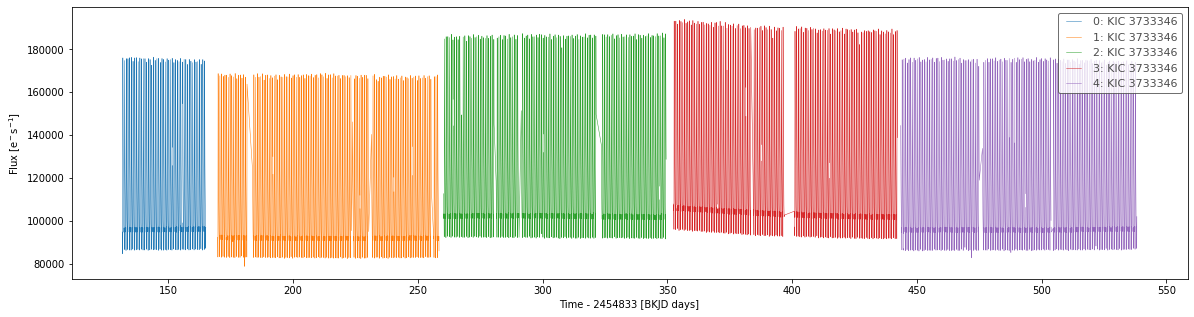 0: KIC 3733346
1: KIC 3733346
2: KIC 3733346
3: KIC 3733346
4: KIC 3733346
180000
160000
140000
120000
100000
80000
Flux [e⁻s⁻¹]
150 200 250 300 350 400 450 500 550
Time - 2454833 [BKJD days]